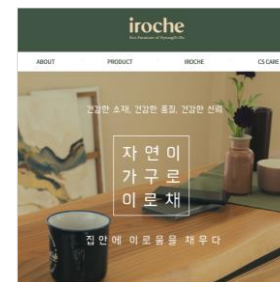 iroche
ABOUT
PRODUCT
IROCHE
CS CARE
건강한 소재, 건강한 품질, 건강한 신뢰
자연이
가구로
이로채
집안에 이로움을 채우다